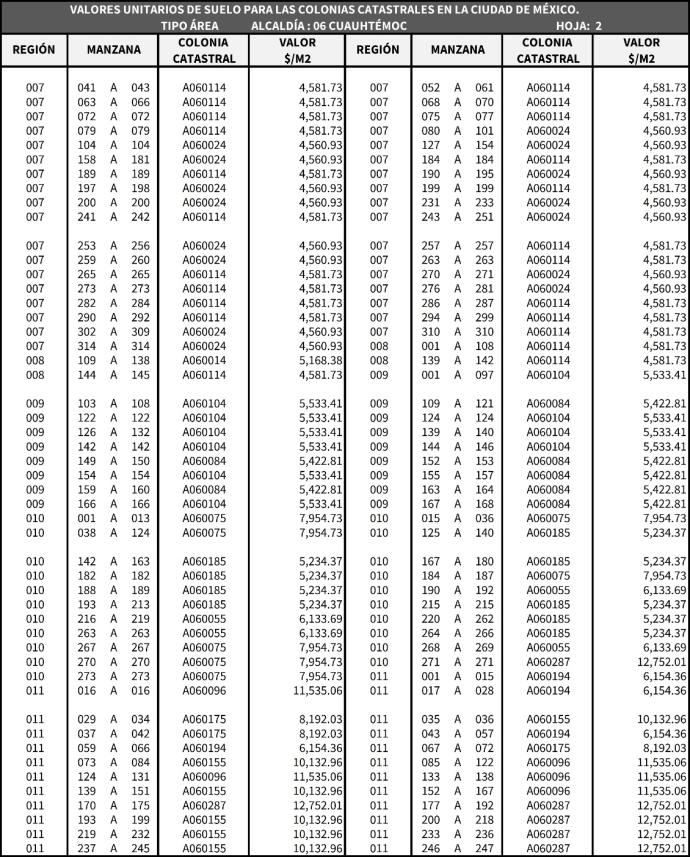 VALORES UNITARIOS DE SUELO PARA LAS COLONIAS CATASTRALES EN LA CIUDAD DE MÉXICO.
TIPO ÁREA ALCALDÍA : 06 CUAUHTÉMOC HOJA: 2
REGIÓN MANZANA COLONIA CATASTRAL VALOR $/M2 REGIÓN MANZANA COLONIA CATASTRAL VALOR $/M2
007 041 A 043 A060114 4,581.73 007 052 A 061 A060114 4,581.73
007 063 A 066 A060114 4,581.73 007 068 A 070 A060114 4,581.73
007 072 A 072 A060114 4,581.73 007 075 A 077 A060114 4,581.73
007 079 A 079 A060114 4,581.73 007 080 A 101 A060024 4,560.93
007 104 A 104 A060024 4,560.93 007 127 A 154 A060024 4,560.93
007 158 A 181 A060024 4,560.93 007 184 A 184 A060114 4,581.73
007 189 A 189 A060114 4,581.73 007 190 A 195 A060024 4,560.93
007 197 A 198 A060024 4,560.93 007 199 A 199 A060114 4,581.73
007 200 A 200 A060024 4,560.93 007 231 A 233 A060024 4,560.93
007 241 A 242 A060114 4,581.73 007 243 A 251 A060024 4,560.93
007 253 A 256 A060024 4,560.93 007 257 A 257 A060114 4,581.73
007 259 A 260 A060024 4,560.93 007 263 A 263 A060114 4,581.73
007 265 A 265 A060114 4,581.73 007 270 A 271 A060024 4,560.93
007 273 A 273 A060114 4,581.73 007 276 A 281 A060024 4,560.93
007 282 A 284 A060114 4,581.73 007 286 A 287 A060114 4,581.73
007 290 A 292 A060114 4,581.73 007 294 A 299 A060114 4,581.73
007 302 A 309 A060024 4,560.93 007 310 A 310 A060114 4,581.73
007 314 A 314 A060024 4,560.93 008 001 A 108 A060114 4,581.73
008 109 A 138 A060014 5,168.38 008 139 A 142 A060114 4,581.73
008 144 A 145 A060114 4,581.73 009 001 A 097 A060104 5,533.41
009 103 A 108 A060104 5,533.41 009 109 A 121 A060084 5,422.81
009 122 A 122 A060104 5,533.41 009 124 A 124 A060104 5,533.41
009 126 A 132 A060104 5,533.41 009 139 A 140 A060104 5,533.41
009 142 A 142 A060104 5,533.41 009 144 A 146 A060104 5,533.41
009 149 A 150 A060084 5,422.81 009 152 A 153 A060084 5,422.81
009 154 A 154 A060104 5,533.41 009 155 A 157 A060084 5,422.81
009 159 A 160 A060084 5,422.81 009 163 A 164 A060084 5,422.81
009 166 A 166 A060104 5,533.41 009 167 A 168 A060084 5,422.81
010 001 A 013 A060075 7,954.73 010 015 A 036 A060075 7,954.73
010 038 A 124 A060075 7,954.73 010 125 A 140 A060185 5,234.37
010 142 A 163 A060185 5,234.37 010 167 A 180 A060185 5,234.37
010 182 A 182 A060185 5,234.37 010 184 A 187 A060075 7,954.73
010 188 A 189 A060185 5,234.37 010 190 A 192 A060055 6,133.69
010 193 A 213 A060185 5,234.37 010 215 A 215 A060185 5,234.37
010 216 A 219 A060055 6,133.69 010 220 A 262 A060185 5,234.37
010 263 A 263 A060055 6,133.69 010 264 A 266 A060185 5,234.37
010 267 A 267 A060075 7,954.73 010 268 A 269 A060055 6,133.69
010 270 A 270 A060075 7,954.73 010 271 A 271 A060287 12,752.01
010 273 A 273 A060075 7,954.73 011 001 A 015 A060194 6,154.36
011 016 A 016 A060096 11,535.06 011 017 A 028 A060194 6,154.36
011 029 A 034 A060175 8,192.03 011 035 A 036 A060155 10,132.96
011 037 A 042 A060175 8,192.03 011 043 A 057 A060194 6,154.36
011 059 A 066 A060194 6,154.36 011 067 A 072 A060175 8,192.03
011 073 A 084 A060155 10,132.96 011 085 A 122 A060096 11,535.06
011 124 A 131 A060096 11,535.06 011 133 A 138 A060096 11,535.06
011 139 A 151 A060155 10,132.96 011 152 A 167 A060096 11,535.06
011 170 A 175 A060287 12,752.01 011 177 A 192 A060287 12,752.01
011 193 A 199 A060155 10,132.96 011 200 A 218 A060287 12,752.01
011 219 A 232 A060155 10,132.96 011 233 A 236 A060287 12,752.01
011 237 A 245 A060155 10,132.96 011 246 A 247 A060287 12,752.01